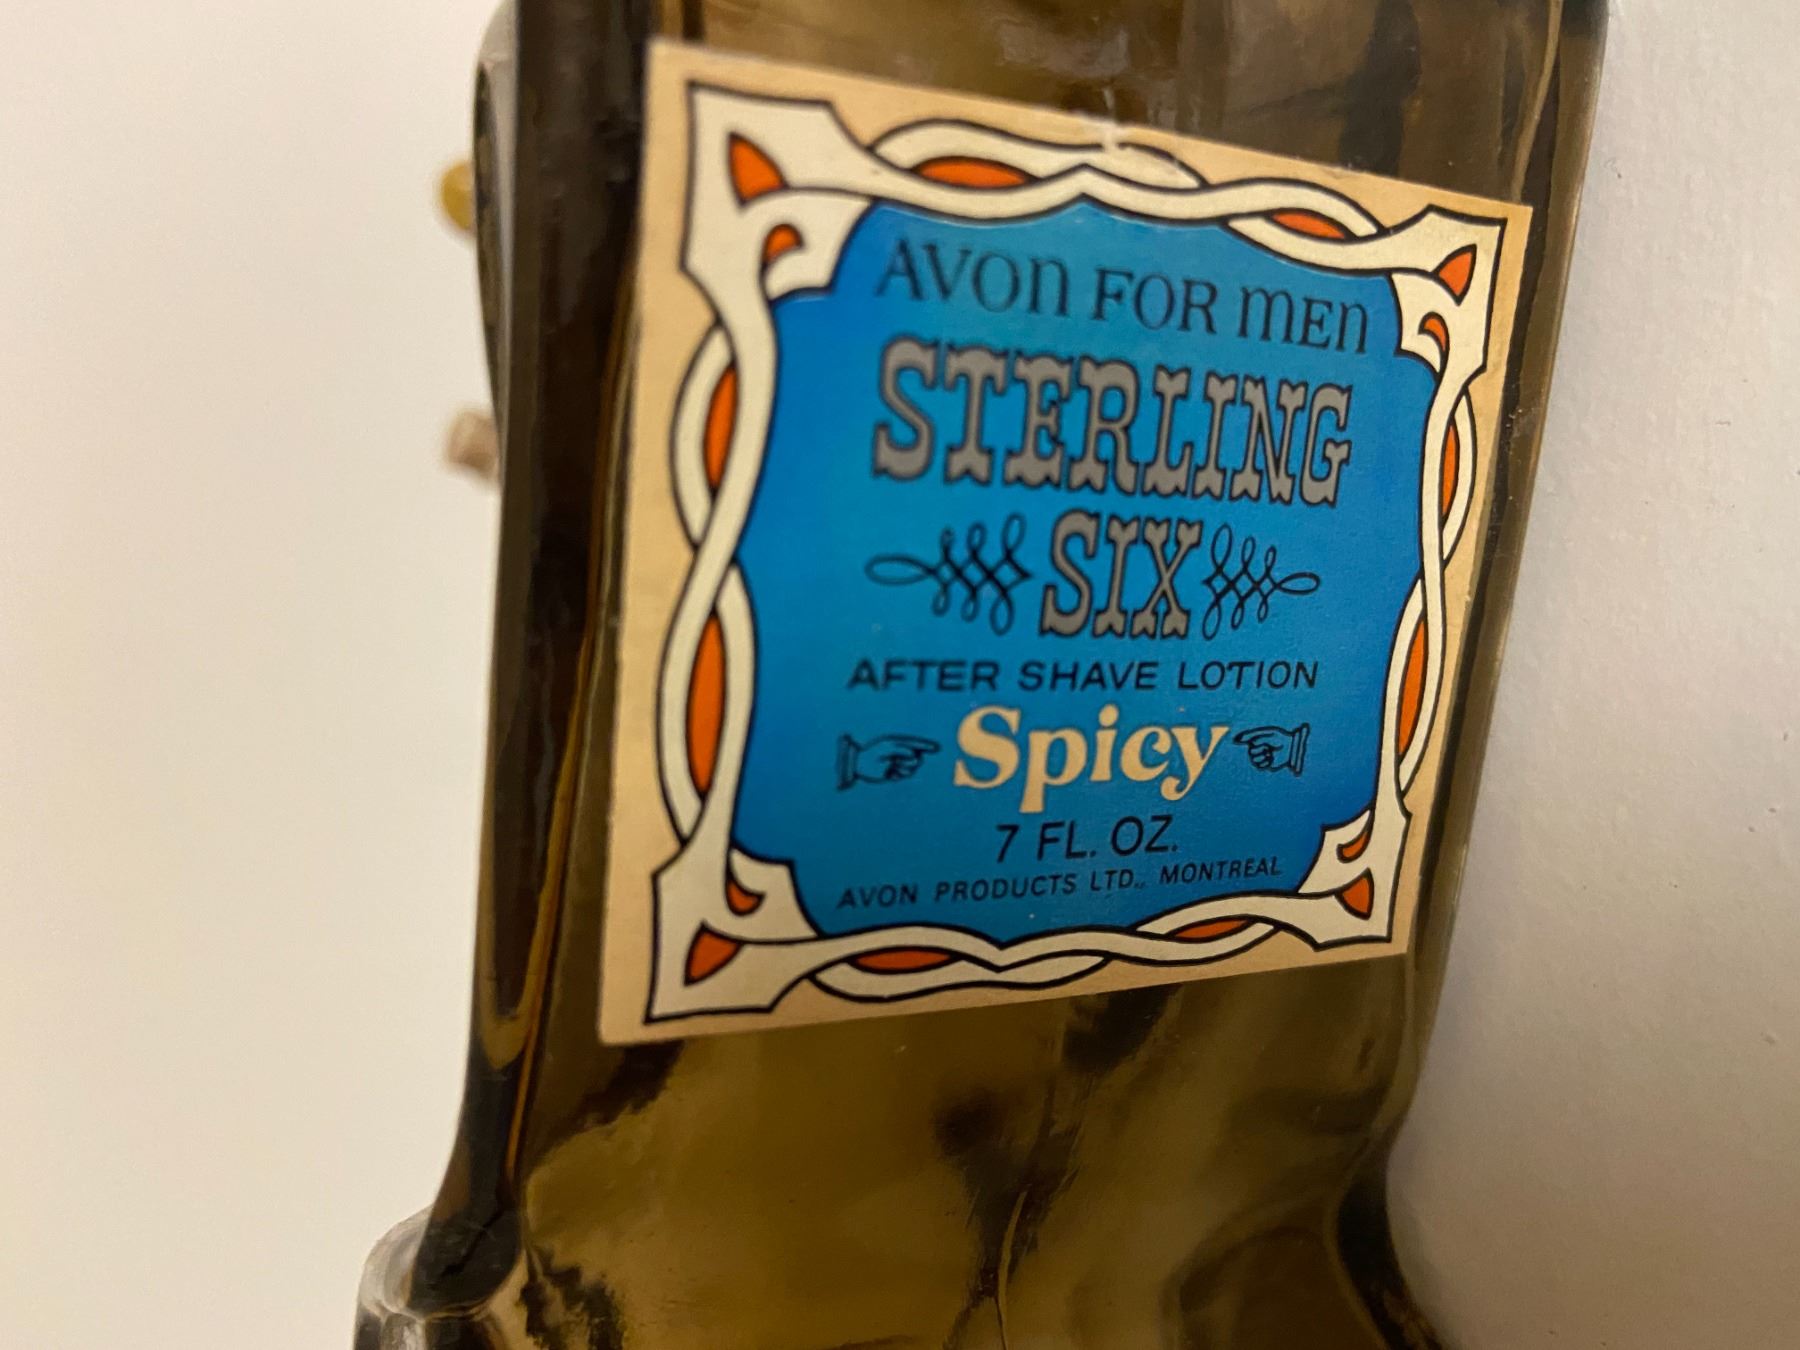 AVON FOR MEN
STERLING
SIX
AFTER SHAVE LOTION
Spicy
7 FL. OZ.
AVON PRODUCTS LTD., MONTREAL